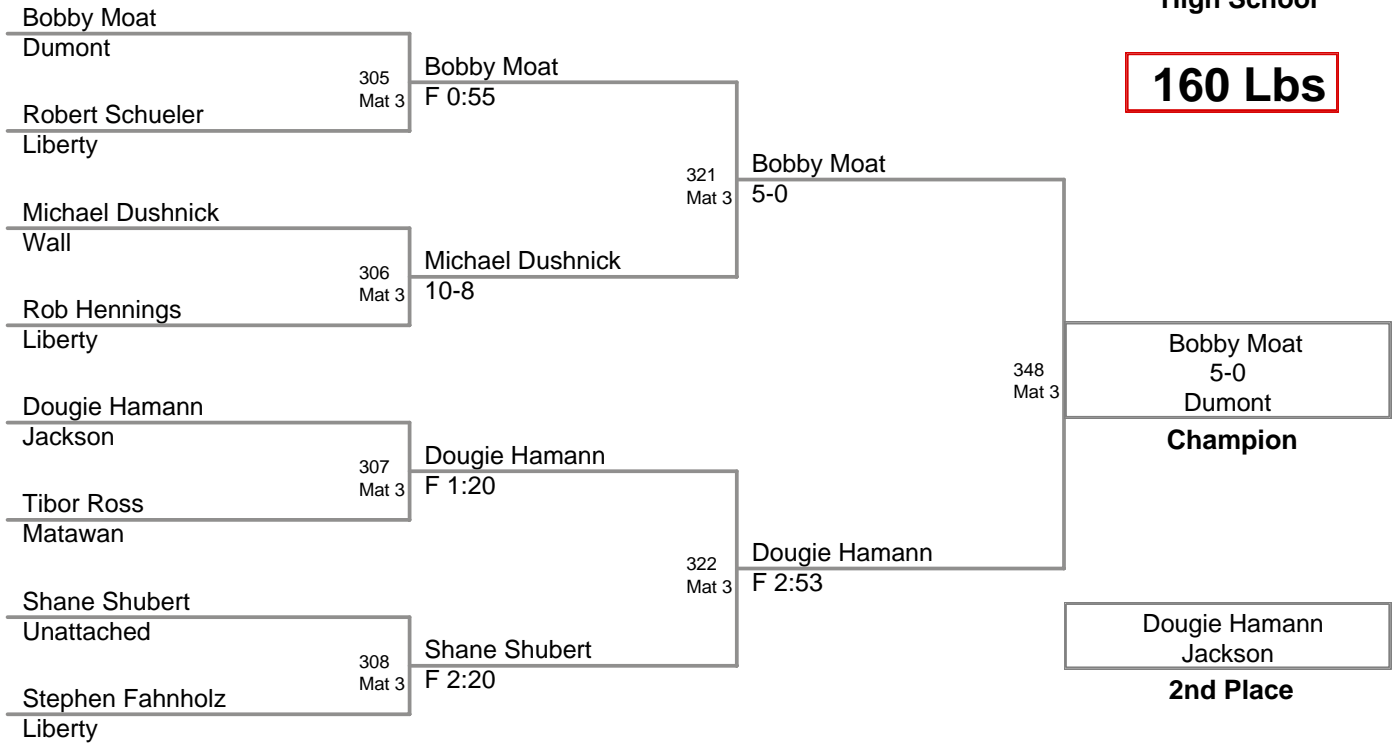 High School
160 Lbs
Bobby Moat
Dumont
305
Mat 3
Bobby Moat
F 0:55
Robert Schueler
Liberty
321
Mat 3
Bobby Moat
5-0
Michael Dushnick
Wall
306
Mat 3
Michael Dushnick
10-8
Rob Hennings
Liberty
348
Mat 3
Bobby Moat
5-0
Dumont
Champion
Dougie Hamann
Jackson
307
Mat 3
Dougie Hamann
F 1:20
Tibor Ross
Matawan
322
Mat 3
Dougie Hamann
F 2:53
Shane Shubert
Unattached
308
Mat 3
Shane Shubert
F 2:20
Stephen Fahnholz
Liberty
Dougie Hamann
Jackson
2nd Place